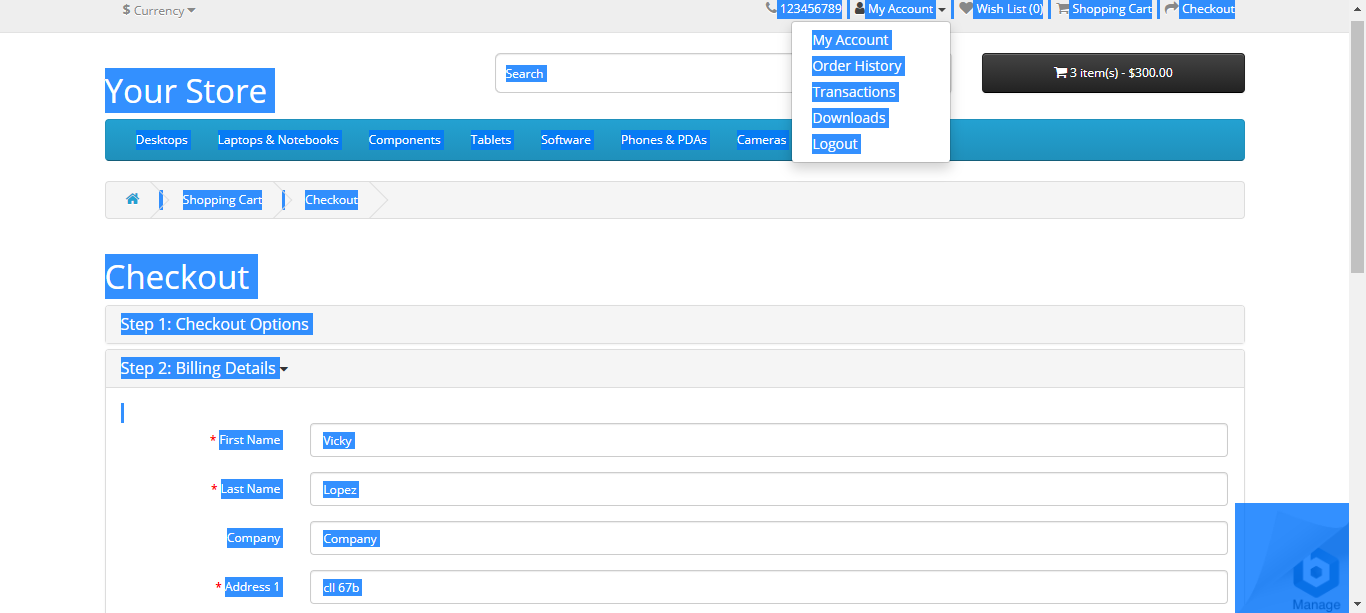 $ Currency 123456789 My Account Wish List (0) Shopping Cart Checkout
My Account
Order History
Transactions
Downloads
Logout
Your Store
Search
3 item(s) - $300.00
Desktops Laptops & Notebooks Components Tablets Software Phones & PDAs Cameras
Shopping Cart Checkout
Checkout
Step 1: Checkout Options
Step 2: Billing Details
* First Name Vicky
* Last Name Lopez
Company Company
* Address 1 cll 67b
Manage